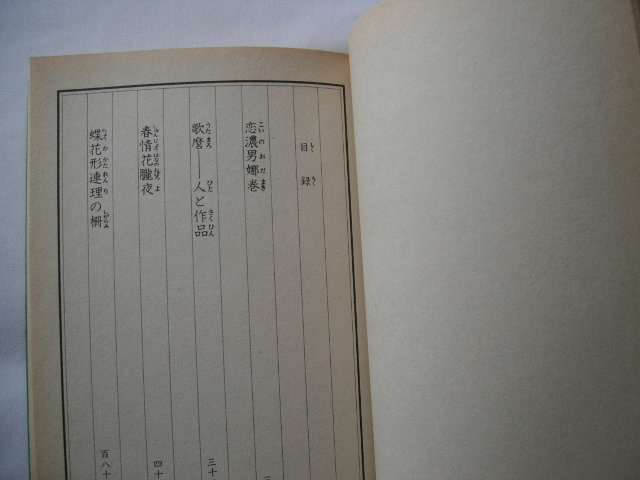 目録
恋濃男娜巻
歌麿——人と作品
三十
春情花朧夜
四十
蝶花形連理の柵
百八十